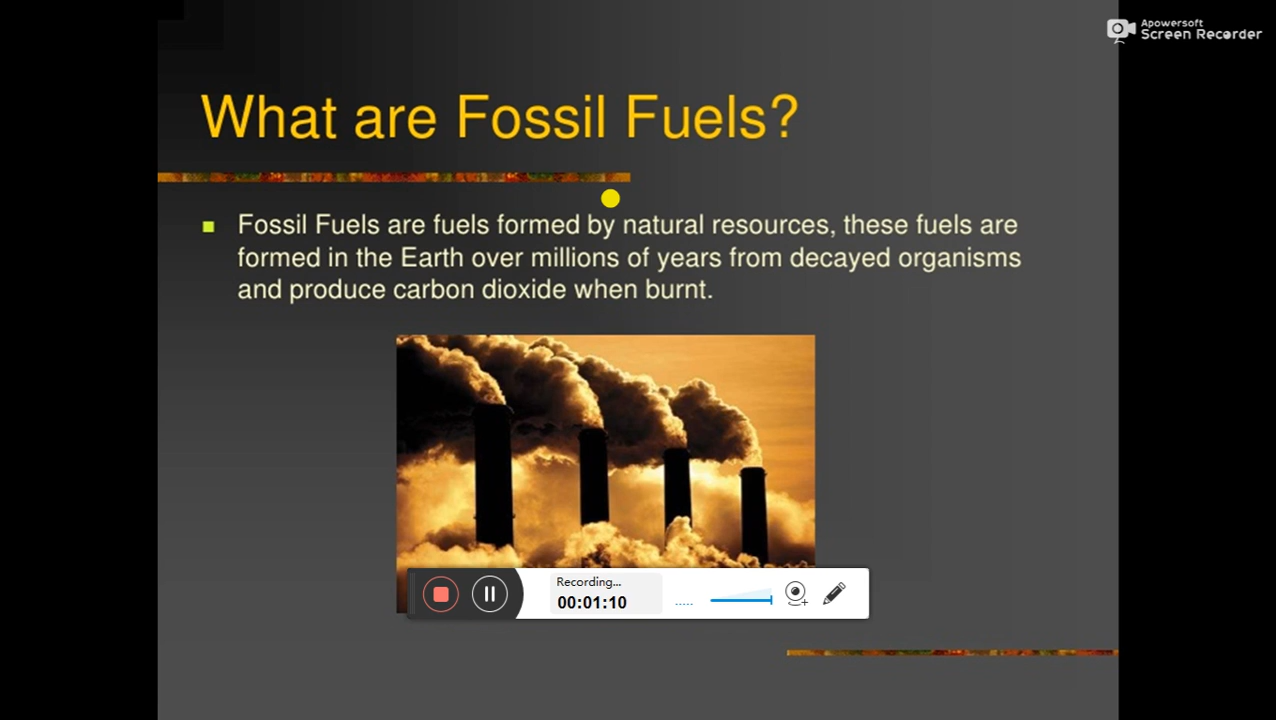 Apowersoft
Screen Recorder
What are Fossil Fuels?
Fossil Fuels are fuels formed by natural resources, these fuels are
formed in the Earth over millions of years from decayed organisms
and produce carbon dioxide when burnt.
Recording...
00:01:10